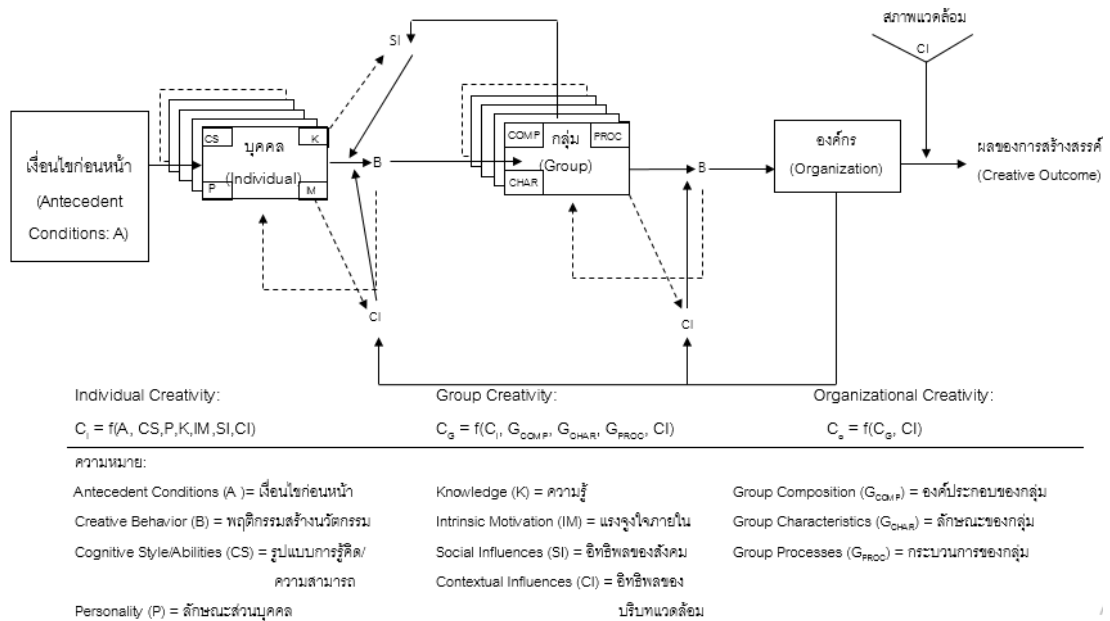 สภาพแวดล้อม
CI
SI
CS
K
บุคคล
(Individual)
P
M
B
COMP
กลุ่ม
PROC
(Group)
CHAR
B
องค์กร
(Organization)
ผลของการสร้างสรรค์
(Creative Outcome)
เงื่อนไขก่อนหน้า
(Antecedent
Conditions: A)
CI
CI
Individual Creativity:
Group Creativity:
Organizational Creativity:
C_I = f(A, CS,P,K,IM,SI,CI)
C_G = f(C_I, G_COMP, G_CHAR, G_PROC, CI)
C_o = f(C_G, CI)
ความหมาย:
Antecedent Conditions (A )= เงื่อนไขก่อนหน้า
Knowledge (K) = ความรู้
Group Composition (G_COMP) = องค์ประกอบของกลุ่ม
Creative Behavior (B) = พฤติกรรมสร้างนวัตกรรม
Intrinsic Motivation (IM) = แรงจูงใจภายใน
Group Characteristics (G_CHAR) = ลักษณะของกลุ่ม
Cognitive Style/Abilities (CS) = รูปแบบการรู้คิด/
Social Influences (SI) = อิทธิพลของสังคม
Group Processes (G_PROC) = กระบวนการของกลุ่ม
ความสามารถ
Contextual Influences (CI) = อิทธิพลของ
Personality (P) = ลักษณะส่วนบุคคล
บริบทแวดล้อม